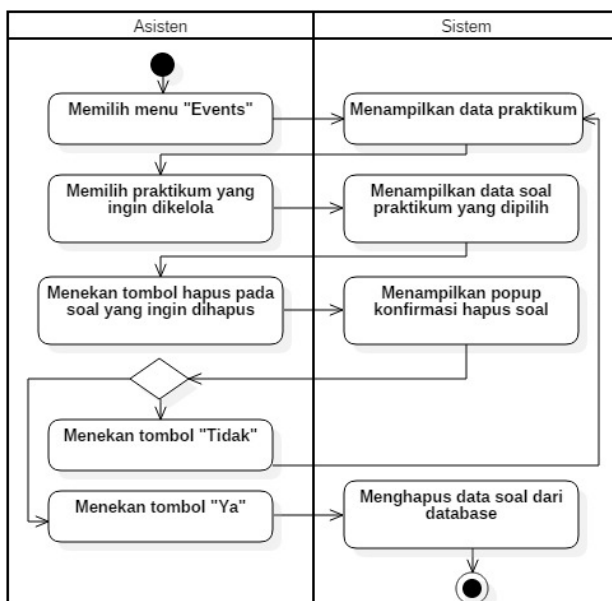 Asisten
Sistem
Memilih menu "Events"
Menampilkan data praktikum
Memilih praktikum yang
ingin dikelola
Menampilkan data soal
praktikum yang dipilih
Menekan tombol hapus pada
soal yang ingin dihapus
Menampilkan popup
konfirmasi hapus soal
Menekan tombol "Tidak"
Menekan tombol "Ya"
Menghapus data soal dari
database